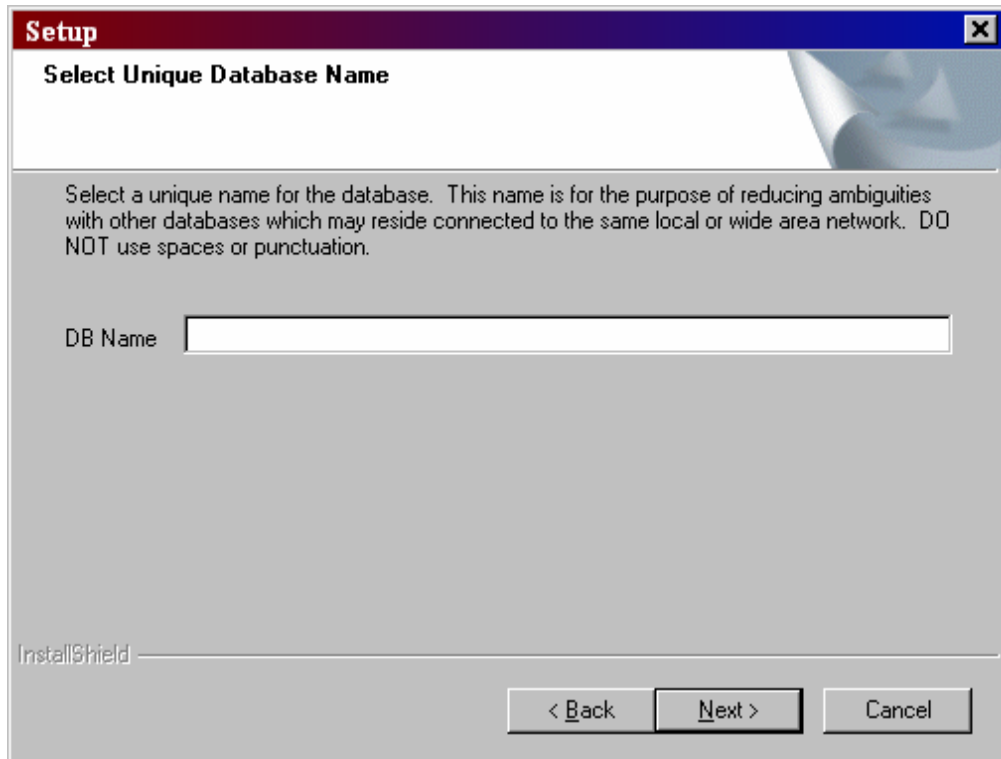 Setup
Select Unique Database Name
Select a unique name for the database.  This name is for the purpose of reducing ambiguities
with other databases which may reside connected to the same local or wide area network.  DO
NOT use spaces or punctuation.
DB Name
InstallShield
< Back
Next >
Cancel